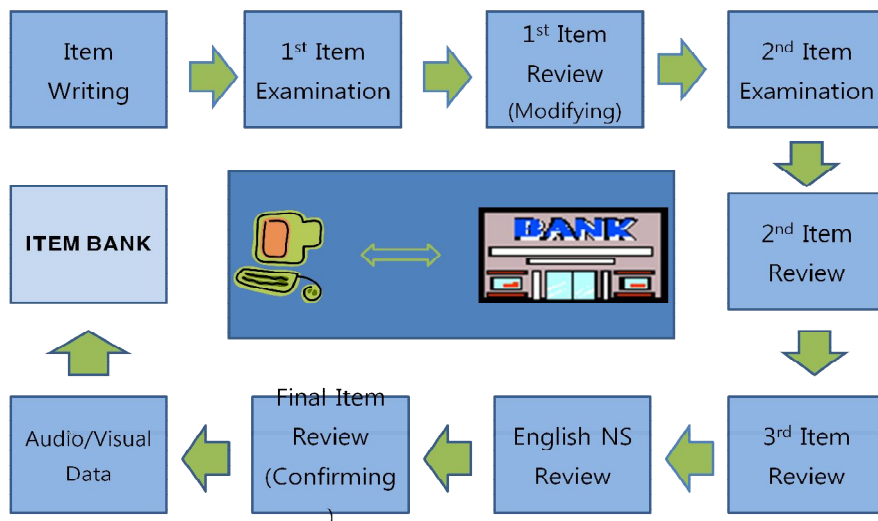 Item
Writing
1st Item
Examination
1st Item
Review
(Modifying)
2nd Item
Examination
2nd Item
Review
3rd Item
Review
English NS
Review
Final Item
Review
(Confirming
)
Audio/Visual
Data
ITEM BANK
BANK